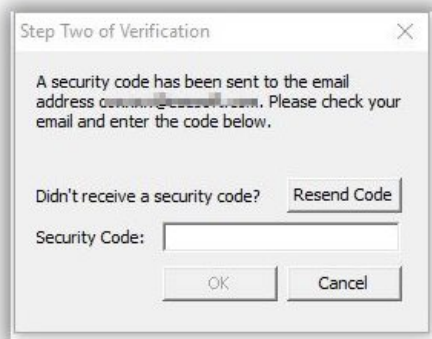 Step Two of Verification
A security code has been sent to the email
address Please check your
email and enter the code below.
Didn't receive a security code? Resend Code
Security Code:
OK Cancel